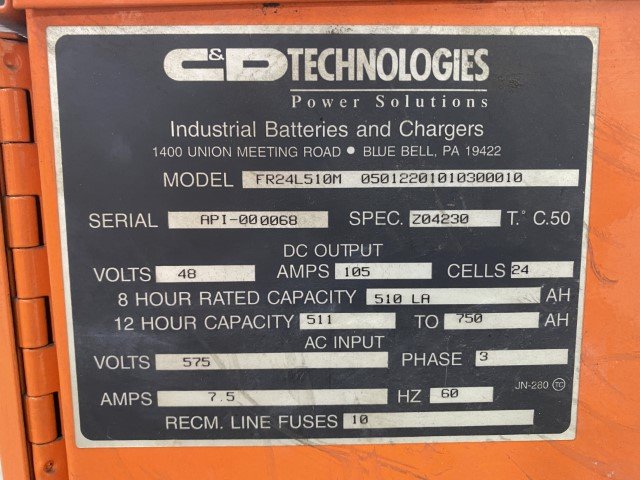 C&D TECHNOLOGIES
Power Solutions
Industrial Batteries and Chargers
1400 UNION MEETING ROAD • BLUE BELL, PA 19422
MODEL FR24L510M 05012201010300010
SERIAL API-000068 SPEC. Z04230 T.° C.50
DC OUTPUT
VOLTS 48 AMPS 105 CELLS 24
8 HOUR RATED CAPACITY 510 LA AH
12 HOUR CAPACITY 511 TO 750 AH
AC INPUT
VOLTS 575 PHASE 3
AMPS 7.5 HZ 60 JN-280 TC
RECM. LINE FUSES 10